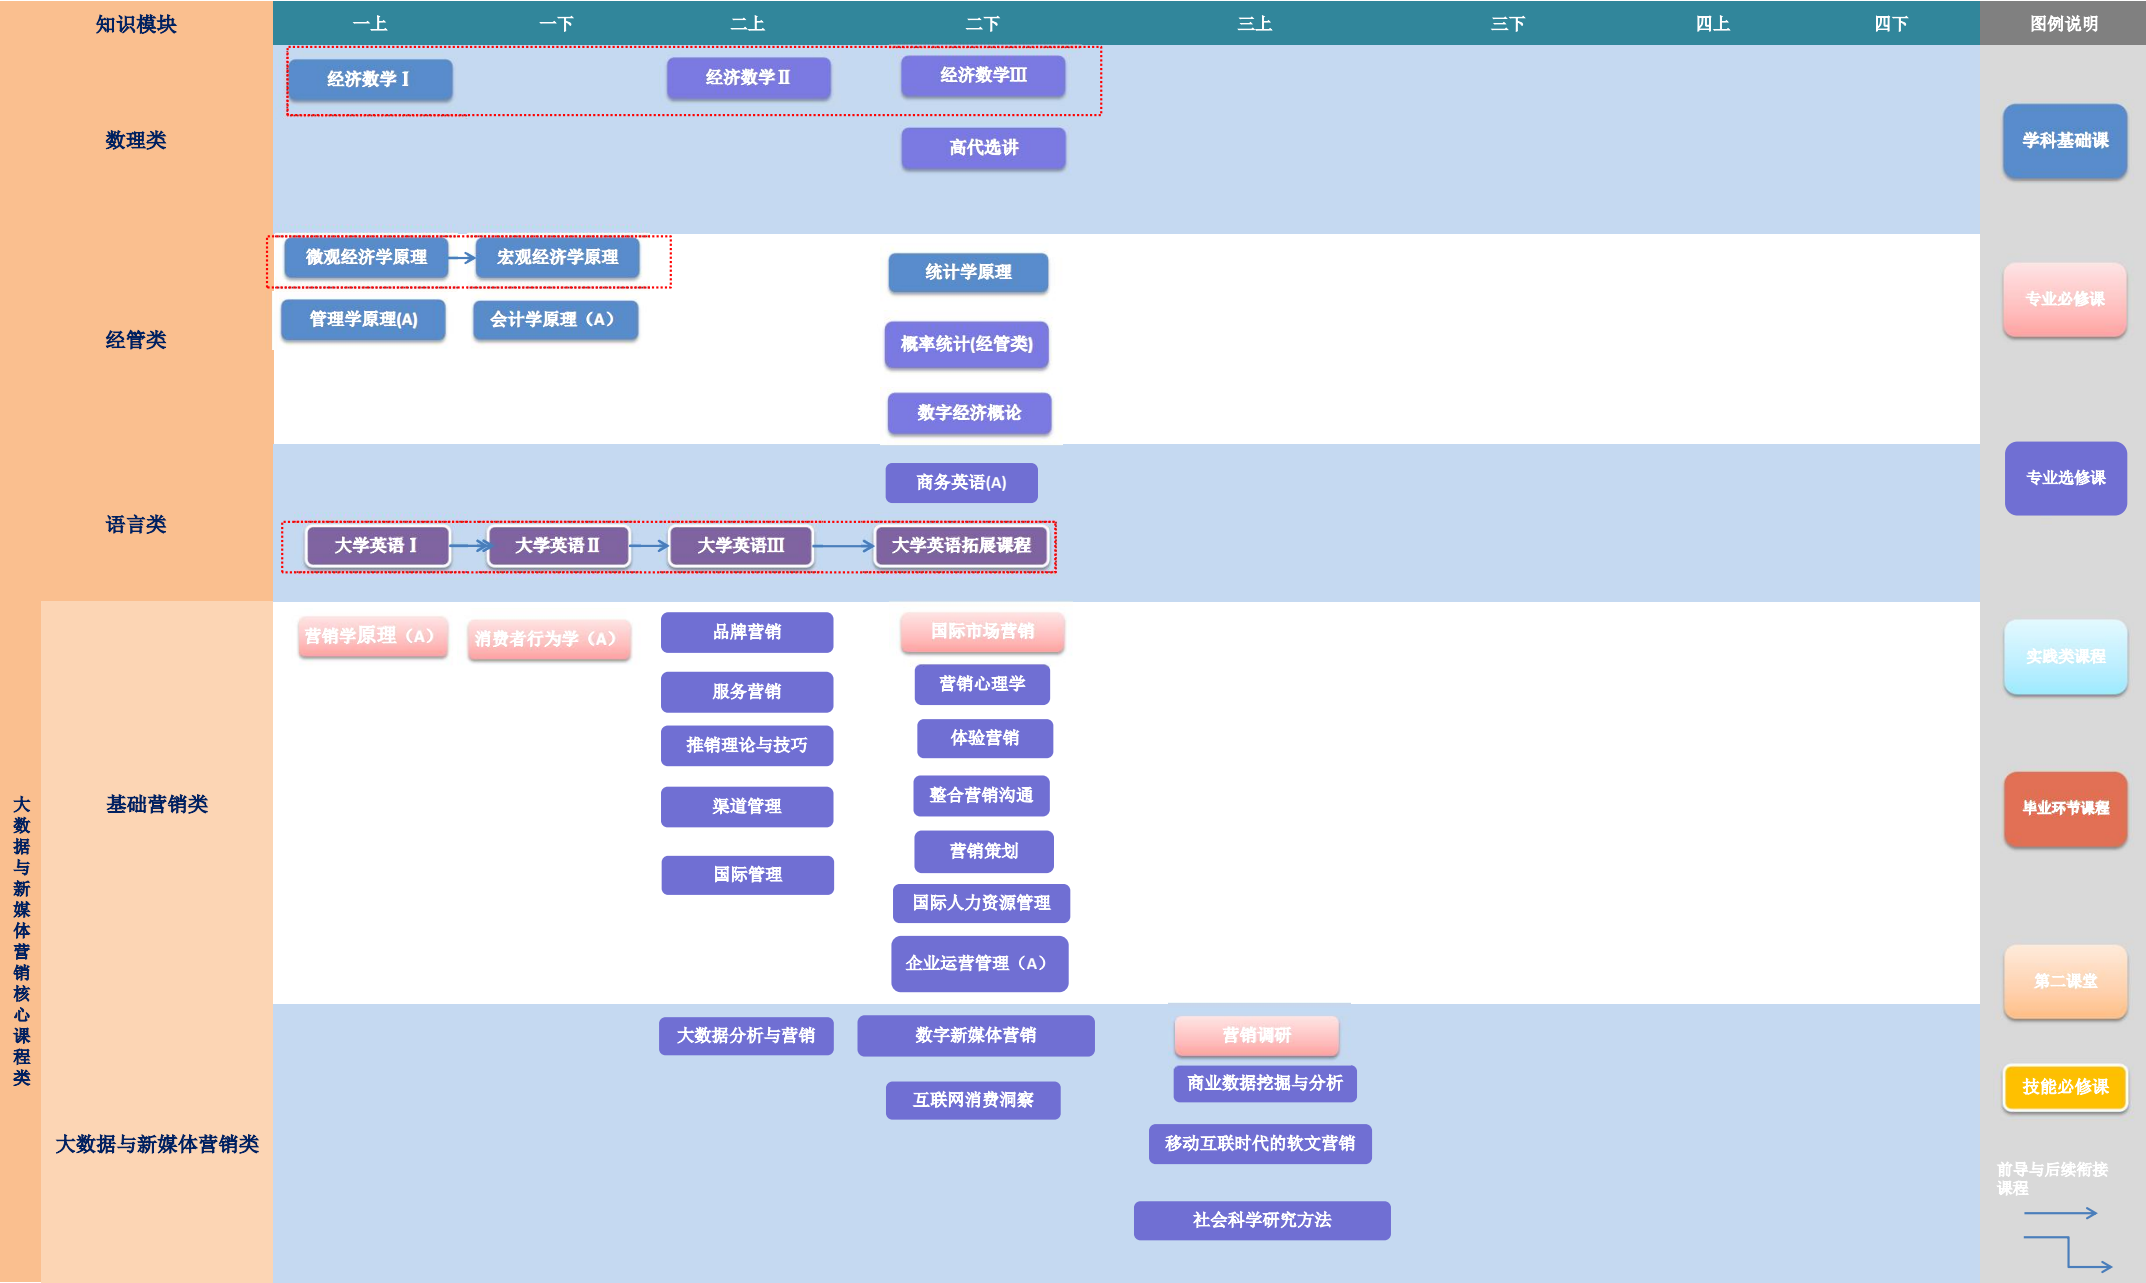 知识模块
一上
一下
二上
二下
三上
三下
四上
四下
图例说明
数理类
经济数学Ⅰ
经济数学Ⅱ
经济数学Ⅲ
高代选讲
经管类
微观经济学原理
宏观经济学原理
统计学原理
管理学原理(A)
会计学原理（A）
概率统计(经管类)
数字经济概论
语言类
商务英语(A)
大学英语Ⅰ
大学英语Ⅱ
大学英语Ⅲ
大学英语拓展课程
大数据与新媒体营销核心课程类
基础营销类
营销学原理（A）
消费者行为学（A）
品牌营销
国际市场营销
服务营销
营销心理学
推销理论与技巧
体验营销
渠道管理
整合营销沟通
国际管理
营销策划
国际人力资源管理
企业运营管理（A）
大数据与新媒体营销类
大数据分析与营销
数字新媒体营销
营销调研
互联网消费洞察
商业数据挖掘与分析
移动互联时代的软文营销
社会科学研究方法
学科基础课
专业必修课
专业选修课
实践类课程
毕业环节课程
第二课堂
技能必修课
前导与后续衔接
课程